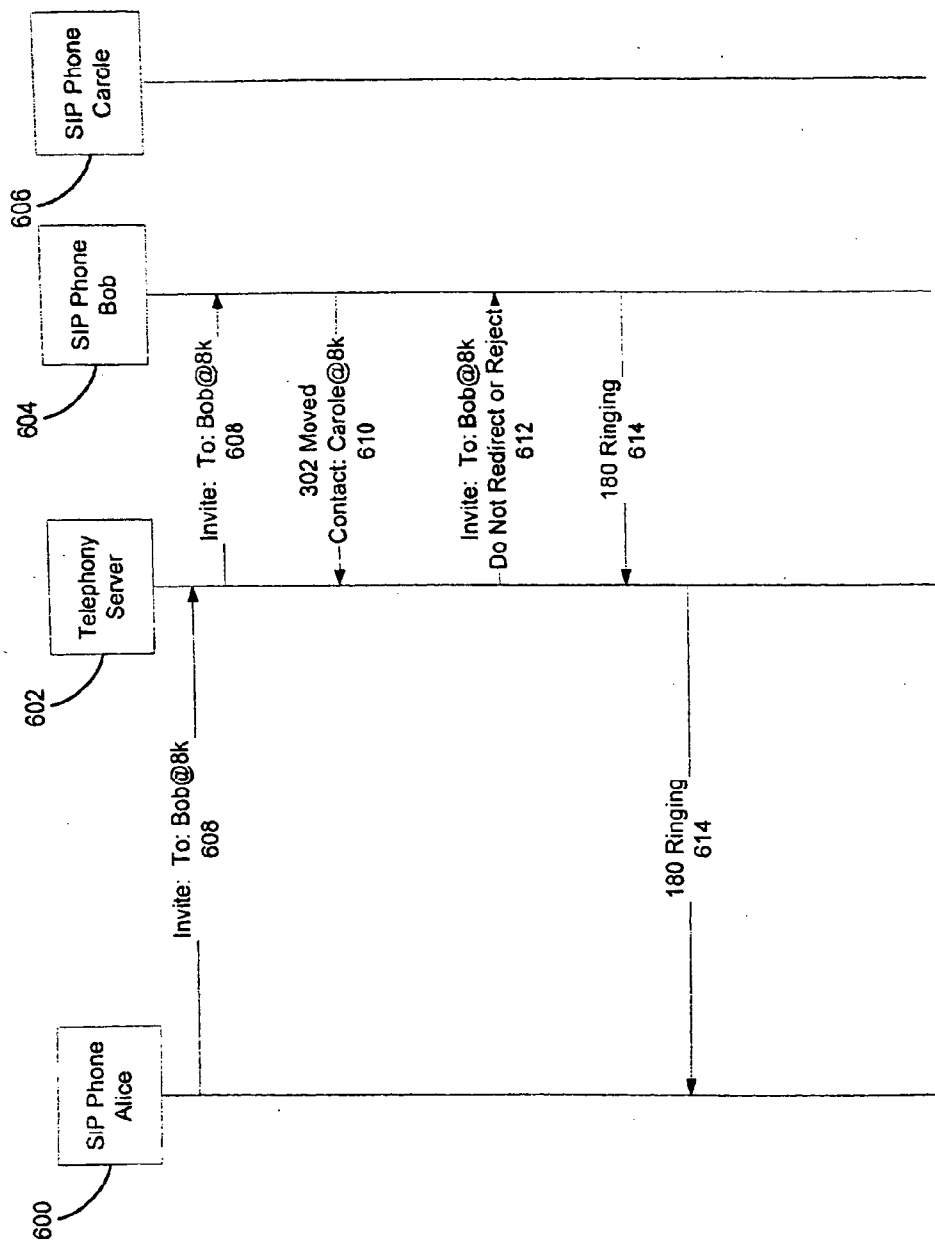 600
SIP Phone
Alice
602
Telephony
Server
604
SIP Phone
Bob
606
SIP Phone
Carole
Invite: To: Bob@8k
608
Invite: To: Bob@8k
608
302 Moved
Contact: Carole@8k
610
Invite: To: Bob@8k
Do Not Redirect or Reject
612
180 Ringing
614
180 Ringing
614